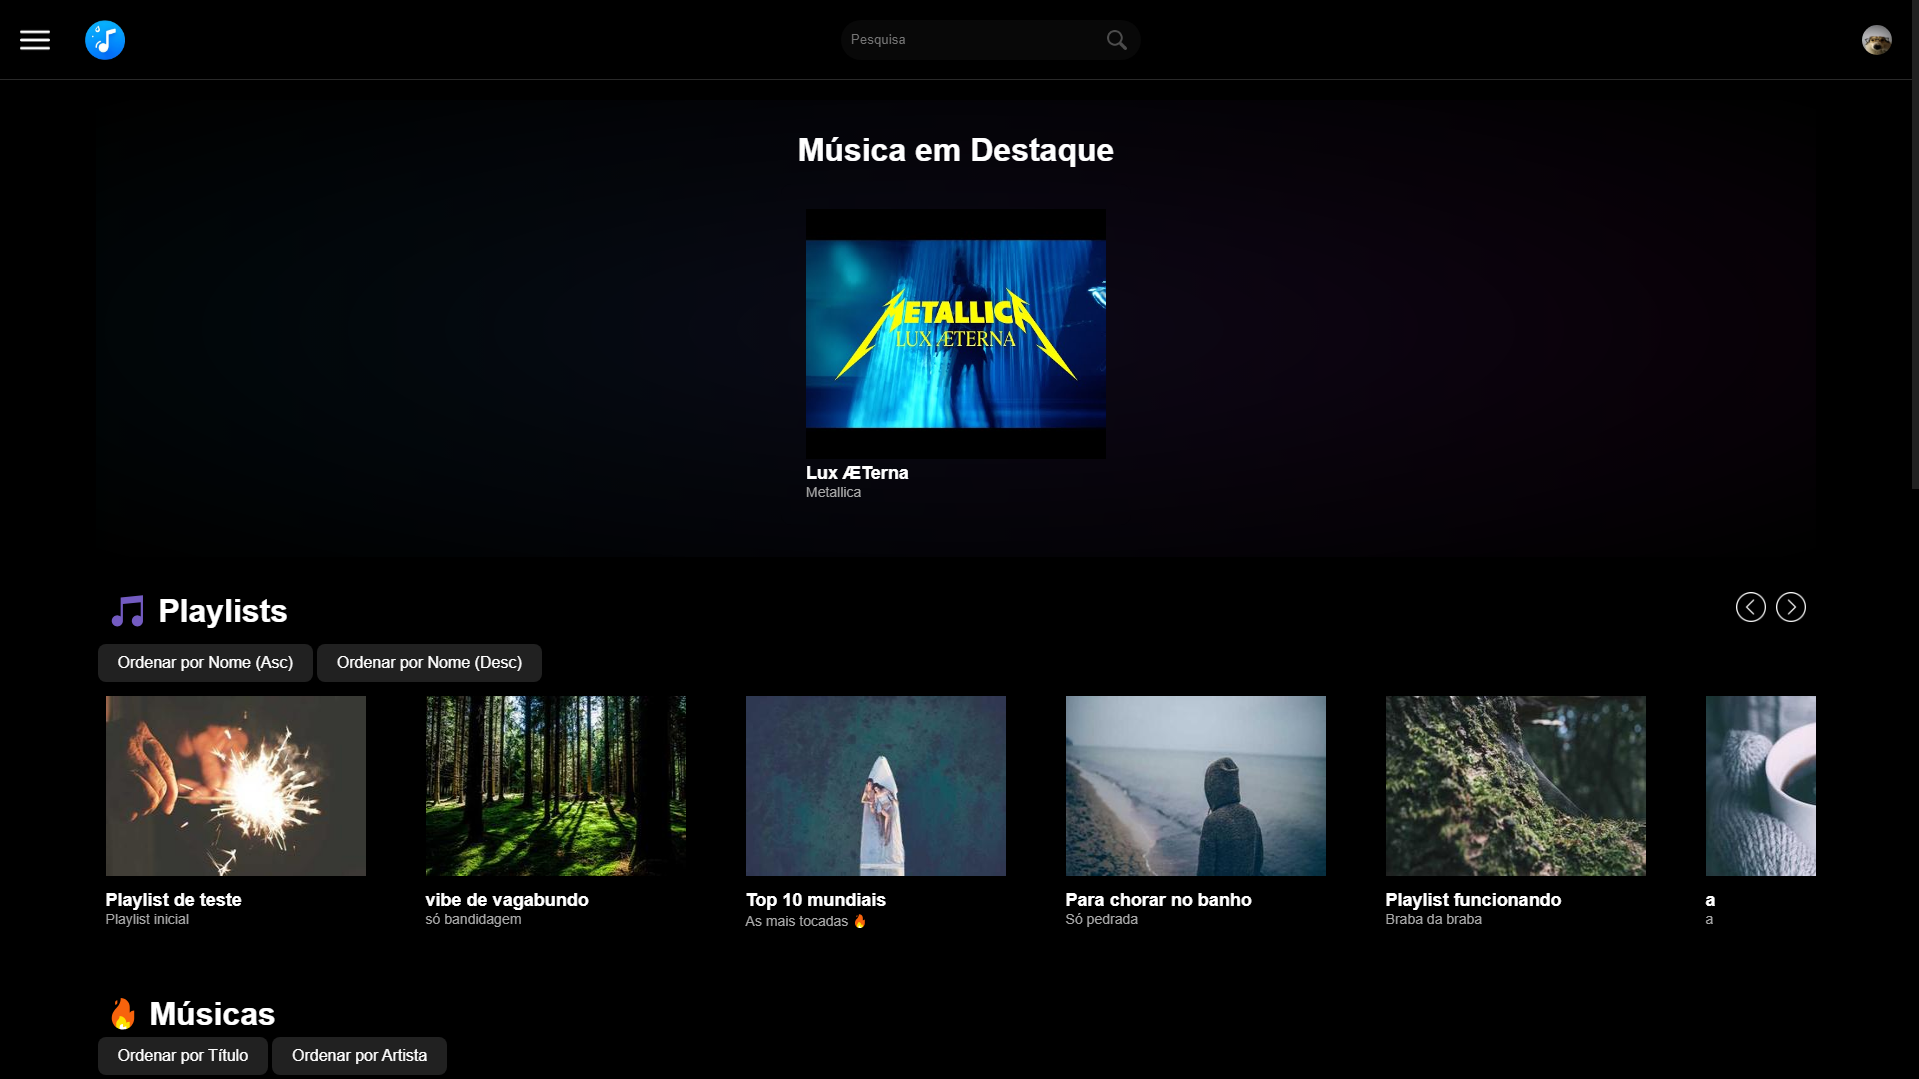 Pesquisa
Música em Destaque
METALLICA
LUX ÆTERNA
Lux ÆTerna
Metallica
Playlists
Ordenar por Nome (Asc)
Ordenar por Nome (Desc)
Playlist de teste
Playlist inicial
vibe de vagabundo
só bandidagem
Top 10 mundiais
As mais tocadas 🔥
Para chorar no banho
Só pedrada
Playlist funcionando
Braba da braba
a
a
Músicas
Ordenar por Título
Ordenar por Artista